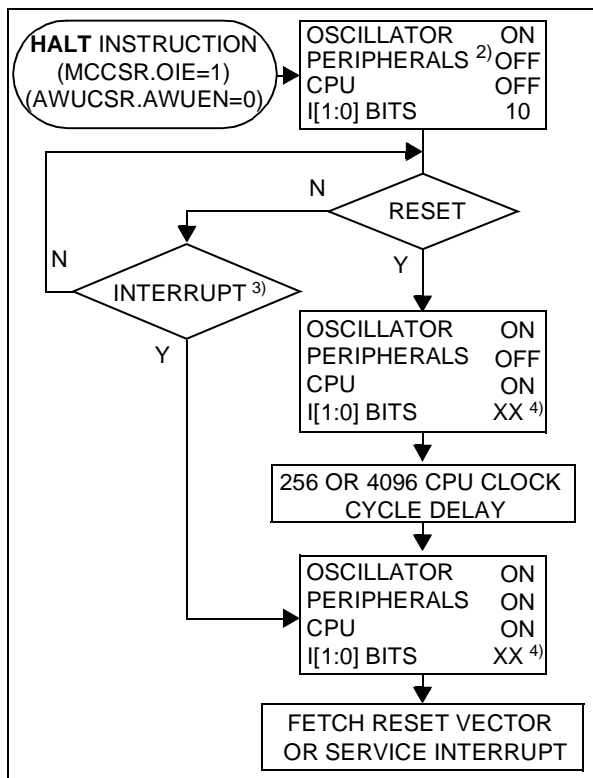 HALT INSTRUCTION
(MCCSR.OIE=1)
(AWUCSR.AWUEN=0)
OSCILLATOR ON
PERIPHERALS 2) OFF
CPU OFF
I[1:0] BITS 10
N
RESET
N
Y
INTERRUPT 3)
Y
OSCILLATOR ON
PERIPHERALS OFF
CPU ON
I[1:0] BITS XX 4)
256 OR 4096 CPU CLOCK
CYCLE DELAY
OSCILLATOR ON
PERIPHERALS ON
CPU ON
I[1:0] BITS XX 4)
FETCH RESET VECTOR
OR SERVICE INTERRUPT